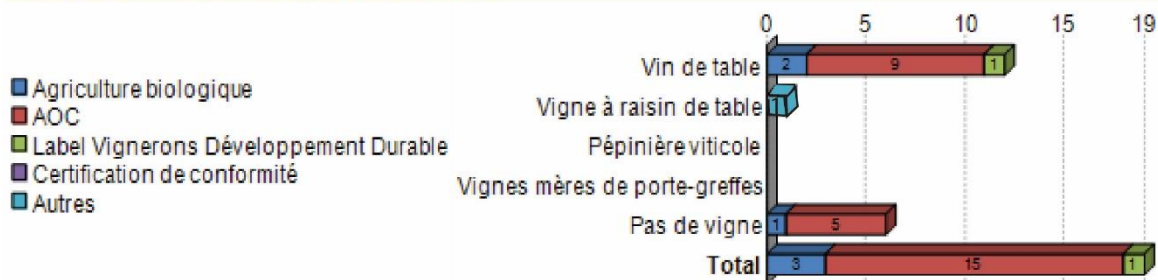 0 5 10 15 19
Agriculture biologique
AOC
Label Vignerons Développement Durable
Certification de conformité
Autres
Vin de table 2 9 1
Vigne à raisin de table 1
Pépinière viticole
Vignes mères de porte-greffes
Pas de vigne 1 5
Total 3 15 1